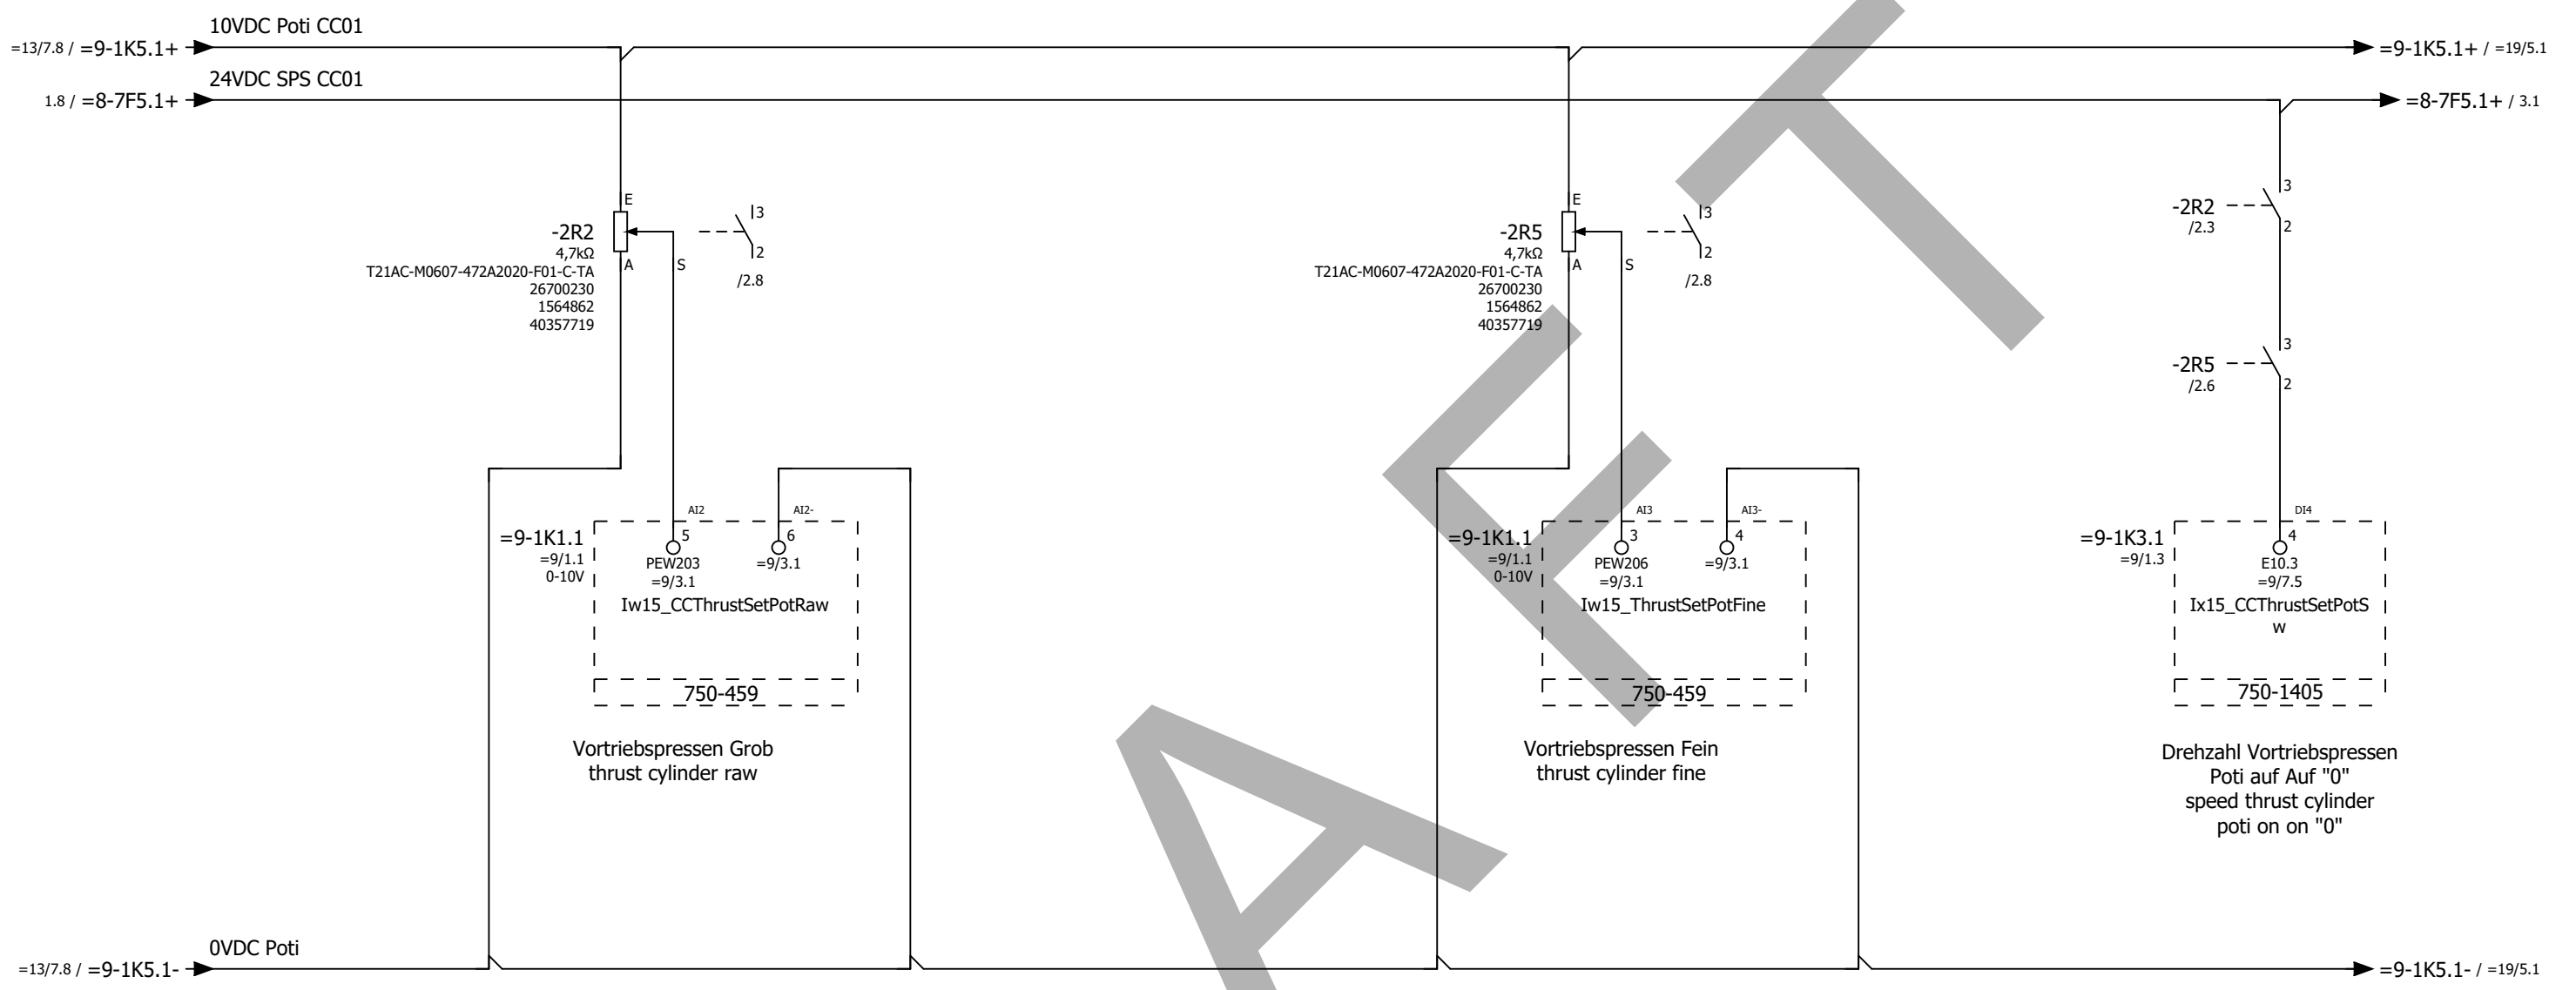 10VDC Poti CC01
=13/7.8 / =9-1K5.1+
=9-1K5.1+ / =19/5.1
24VDC SPS CC01
1.8 / =8-7F5.1+
=8-7F5.1+ / 3.1
E
-2R2
4,7kΩ
T21AC-M0607-472A2020-F01-C-TA
26700230
1564862
40357719
A
S
3
2
/2.8
E
-2R5
4,7kΩ
T21AC-M0607-472A2020-F01-C-TA
26700230
1564862
40357719
A
S
3
2
/2.8
-2R2
/2.3
3
2
-2R5
/2.6
3
2
=9-1K1.1
=9/1.1
0-10V
AI2
5
PEW203
=9/3.1
AI2-
6
=9/3.1
Iw15_CCThrustSetPotRaw
750-459
Vortriebspressen Grob
thrust cylinder raw
=9-1K1.1
=9/1.1
0-10V
AI3
3
PEW206
=9/3.1
AI3-
4
=9/3.1
Iw15_ThrustSetPotFine
750-459
Vortriebspressen Fein
thrust cylinder fine
=9-1K3.1
=9/1.3
DI4
4
E10.3
=9/7.5
Ix15_CCThrustSetPotS
w
750-1405
Drehzahl Vortriebspressen
Poti auf Auf "0"
speed thrust cylinder
poti on on "0"
0VDC Poti
=13/7.8 / =9-1K5.1-
=9-1K5.1- / =19/5.1
A
F
T